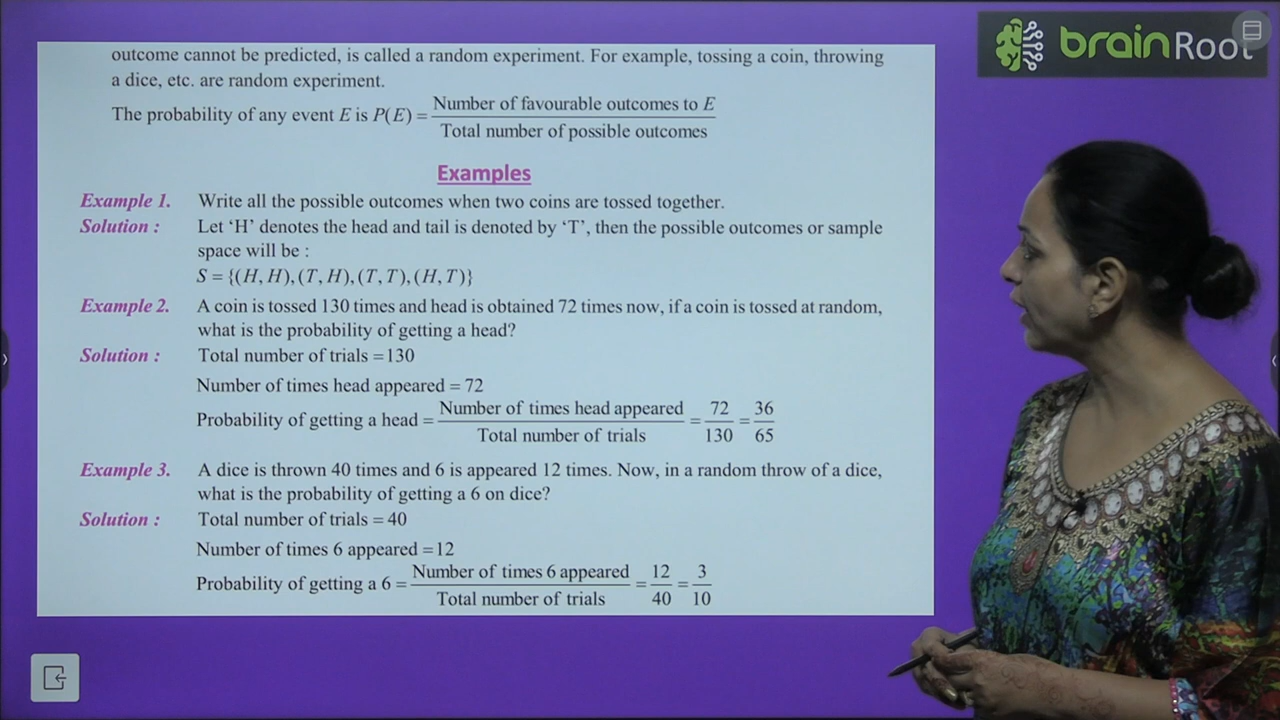 brainRoot
outcome cannot be predicted, is called a random experiment. For example, tossing a coin, throwing
a dice, etc. are random experiment.
The probability of any event E is P(E) = Number of favourable outcomes to E / Total number of possible outcomes
Examples
Example 1. Write all the possible outcomes when two coins are tossed together.
Solution : Let ‘H’ denotes the head and tail is denoted by ‘T’, then the possible outcomes or sample
space will be :
S = {(H, H), (T, H), (T, T), (H, T)}
Example 2. A coin is tossed 130 times and head is obtained 72 times now, if a coin is tossed at random,
what is the probability of getting a head?
Solution : Total number of trials = 130
Number of times head appeared = 72
Probability of getting a head = Number of times head appeared / Total number of trials = 72/130 = 36/65
Example 3. A dice is thrown 40 times and 6 is appeared 12 times. Now, in a random throw of a dice,
what is the probability of getting a 6 on dice?
Solution : Total number of trials = 40
Number of times 6 appeared = 12
Probability of getting a 6 = Number of times 6 appeared / Total number of trials = 12/40 = 3/10